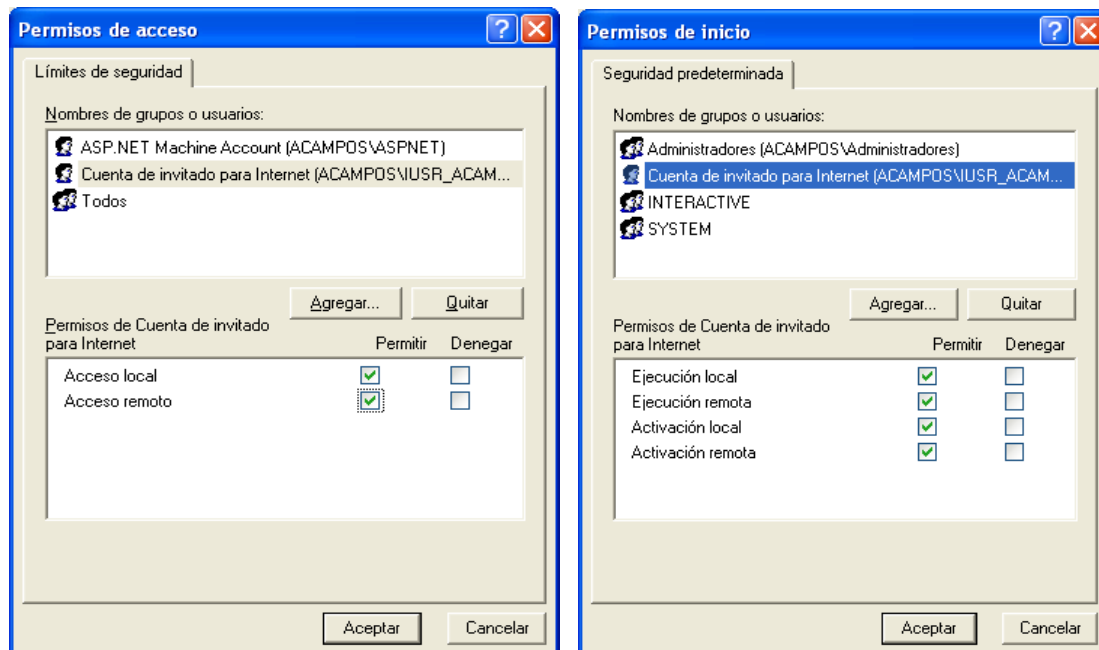 Permisos de acceso
Límites de seguridad
Nombres de grupos o usuarios:
ASP.NET Machine Account (ACAMPOS\ASPNET)
Cuenta de invitado para Internet (ACAMPOS\IUSR_ACAM...
Todos
Agregar... Quitar
Permisos de Cuenta de invitado
para Internet Permitir Denegar
Acceso local
Acceso remoto
Aceptar Cancelar
Permisos de inicio
Seguridad predeterminada
Nombres de grupos o usuarios:
Administradores (ACAMPOS\Administradores)
Cuenta de invitado para Internet (ACAMPOS\IUSR_ACAM...
INTERACTIVE
SYSTEM
Agregar... Quitar
Permisos de Cuenta de invitado
para Internet Permitir Denegar
Ejecución local
Ejecución remota
Activación local
Activación remota
Aceptar Cancelar